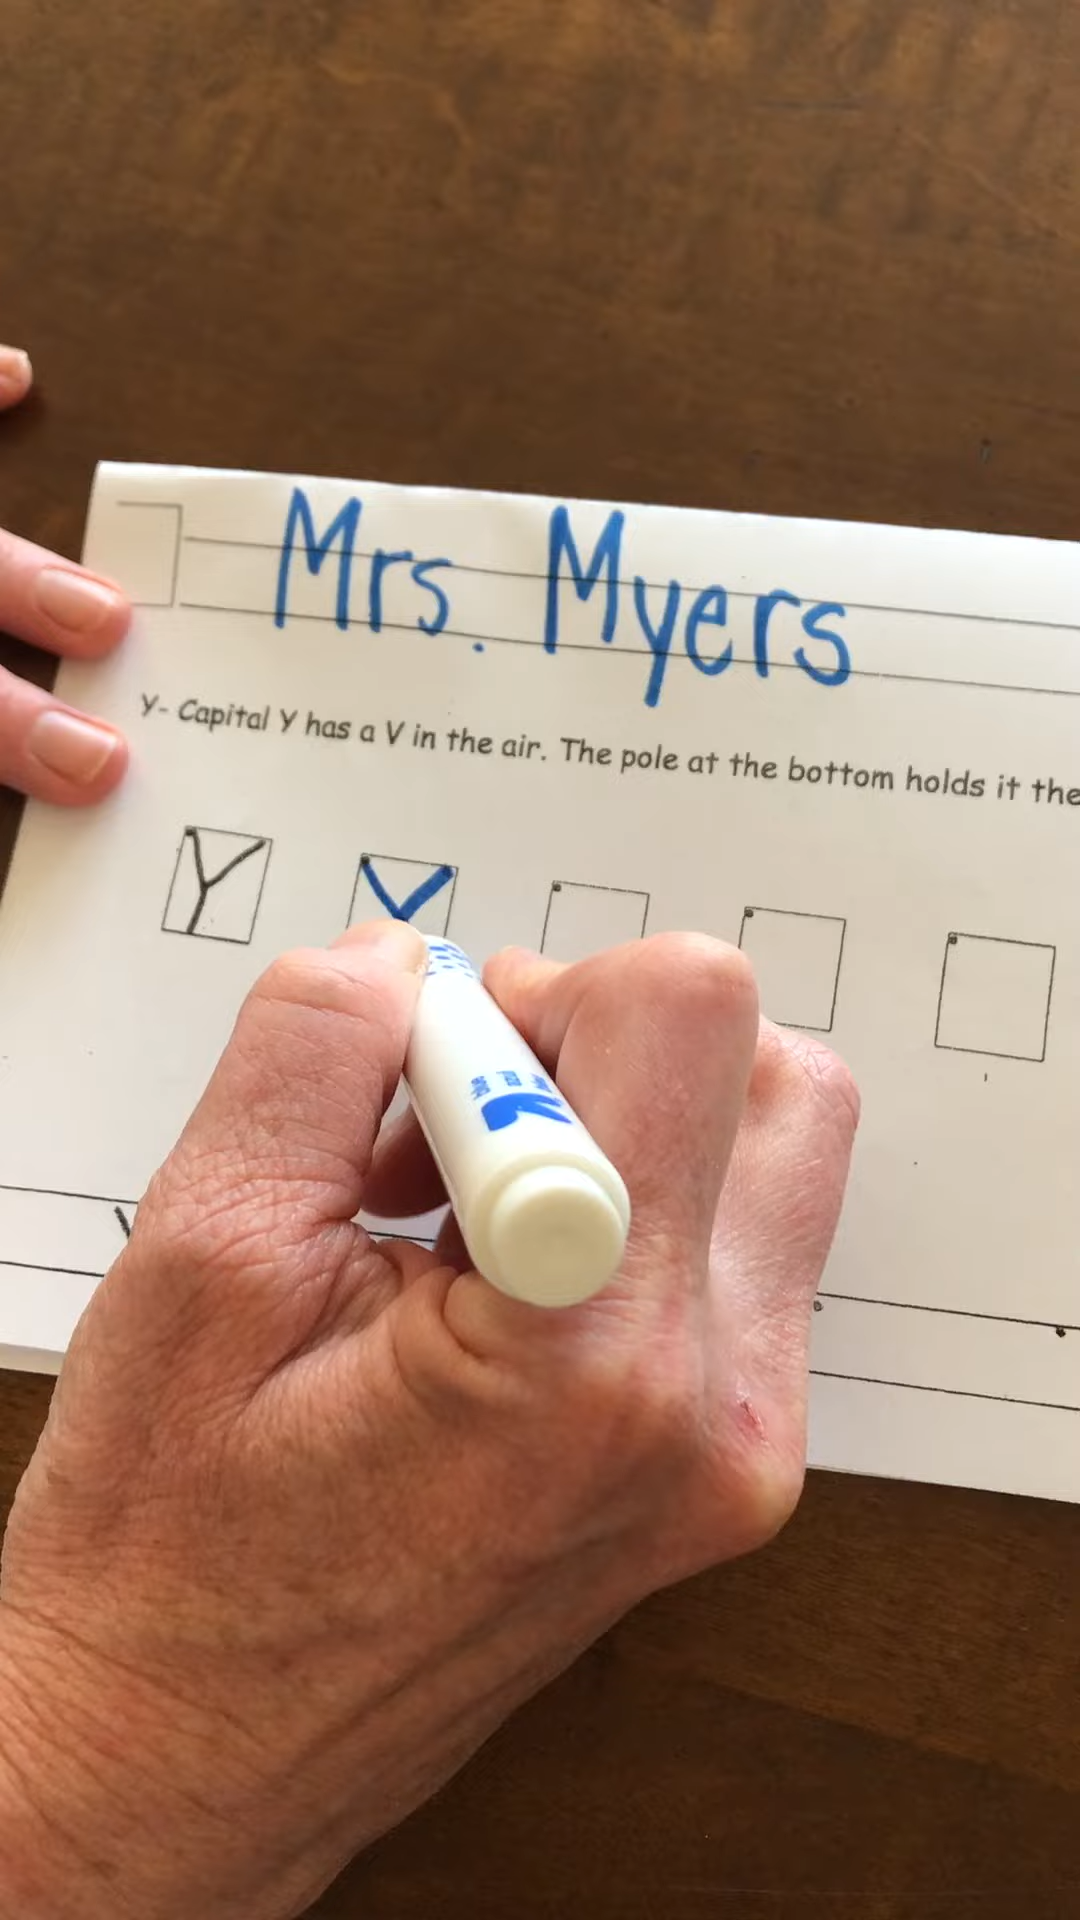 Mrs. Myers
Y- Capital Y has a V in the air. The pole at the bottom holds it the
Y Y